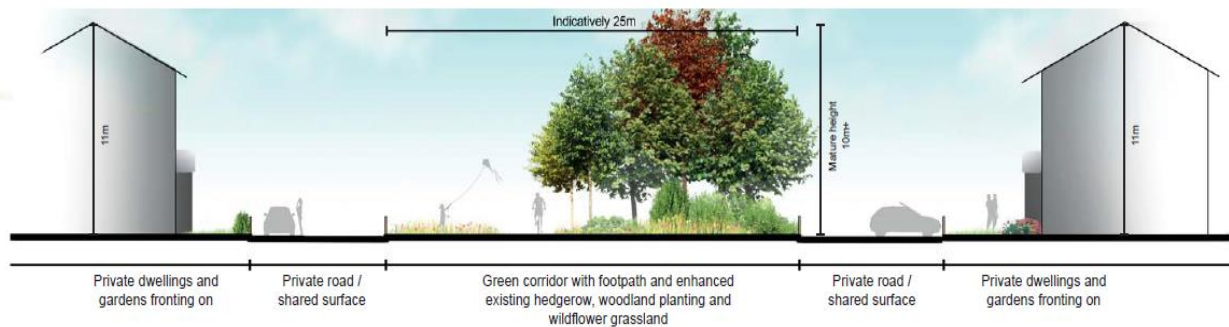 Indicatively 25m
11m
Mature height
10m+
11m
Private dwellings and
gardens fronting on
Private road /
shared surface
Green corridor with footpath and enhanced
existing hedgerow, woodland planting and
wildflower grassland
Private road /
shared surface
Private dwellings and
gardens fronting on